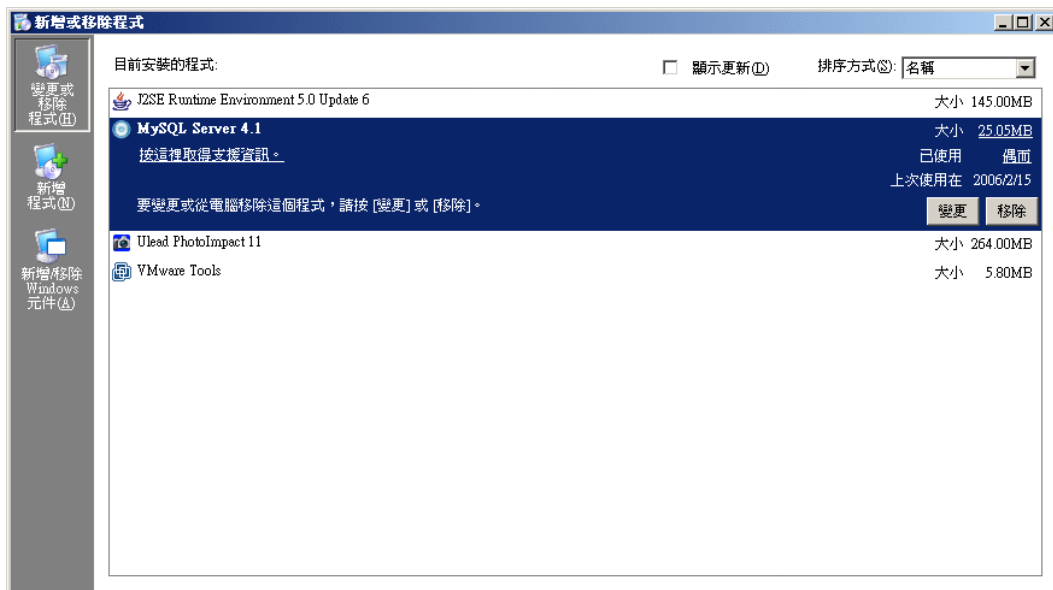 新增或移除程式
變更或
移除
程式(H)
新增
程式(N)
新增/移除
Windows
元件(A)
目前安裝的程式:
顯示更新(D)
排序方式(S): 名稱
J2SE Runtime Environment 5.0 Update 6 大小 145.00MB
MySQL Server 4.1 大小 25.05MB
按這裡取得支援資訊。 已使用 偶而
上次使用在 2006/2/15
要變更或從電腦移除這個程式，請按 [變更] 或 [移除]。 變更 移除
Ulead PhotoImpact 11 大小 264.00MB
VMware Tools 大小 5.80MB